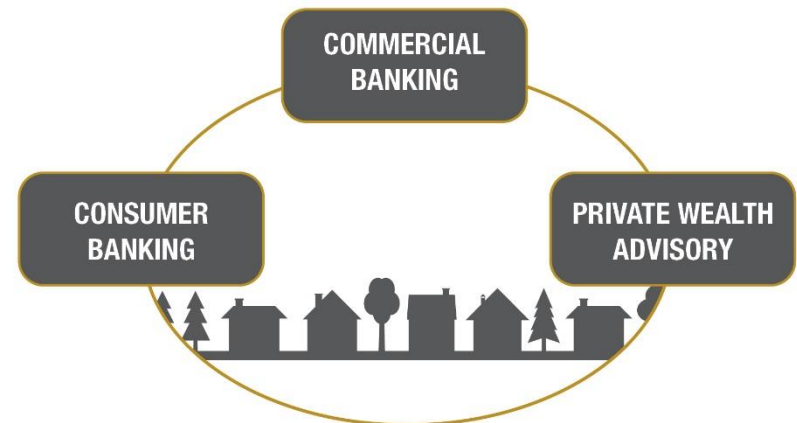 COMMERCIAL
BANKING
CONSUMER
BANKING
PRIVATE WEALTH
ADVISORY